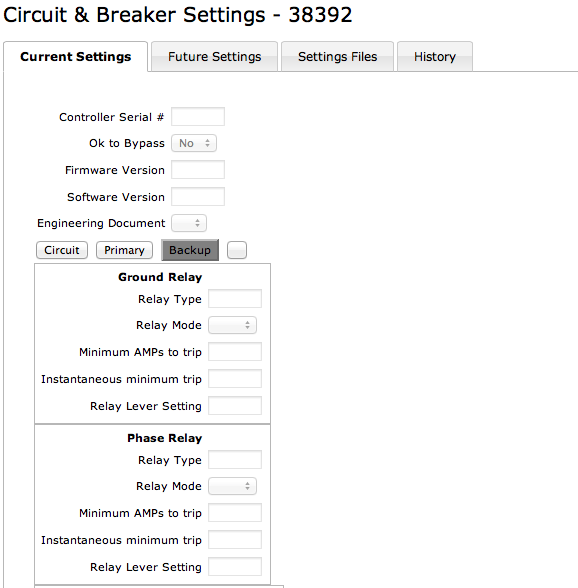 Circuit & Breaker Settings - 38392
Current Settings Future Settings Settings Files History
Controller Serial #
Ok to Bypass No
Firmware Version
Software Version
Engineering Document
Circuit Primary Backup
Ground Relay
Relay Type
Relay Mode
Minimum AMPs to trip
Instantaneous minimum trip
Relay Lever Setting
Phase Relay
Relay Type
Relay Mode
Minimum AMPs to trip
Instantaneous minimum trip
Relay Lever Setting